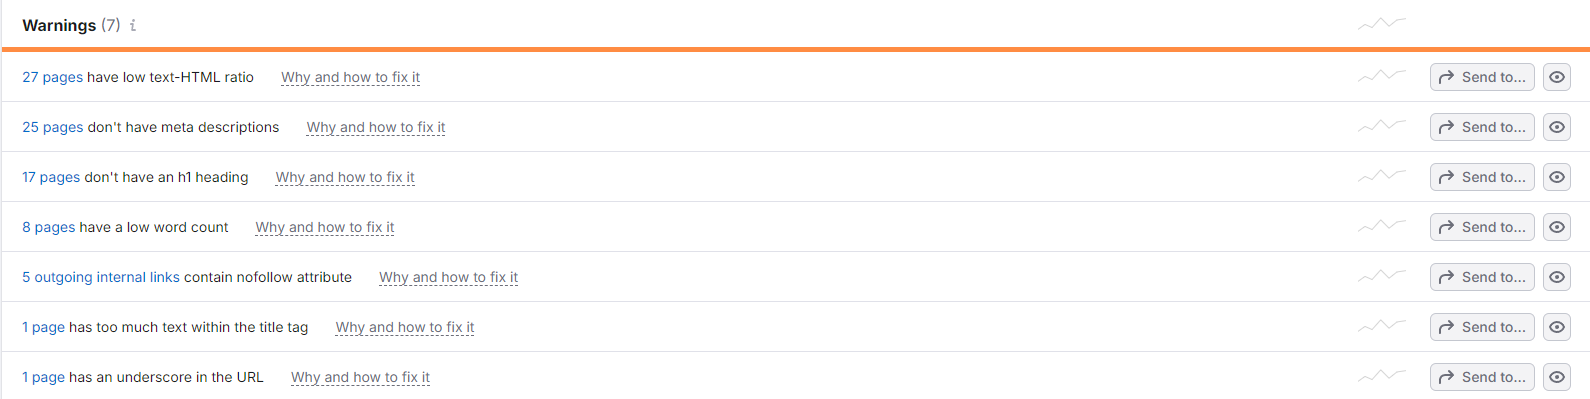 Warnings (7) i
27 pages have low text-HTML ratio Why and how to fix it Send to...
25 pages don't have meta descriptions Why and how to fix it Send to...
17 pages don't have an h1 heading Why and how to fix it Send to...
8 pages have a low word count Why and how to fix it Send to...
5 outgoing internal links contain nofollow attribute Why and how to fix it Send to...
1 page has too much text within the title tag Why and how to fix it Send to...
1 page has an underscore in the URL Why and how to fix it Send to...